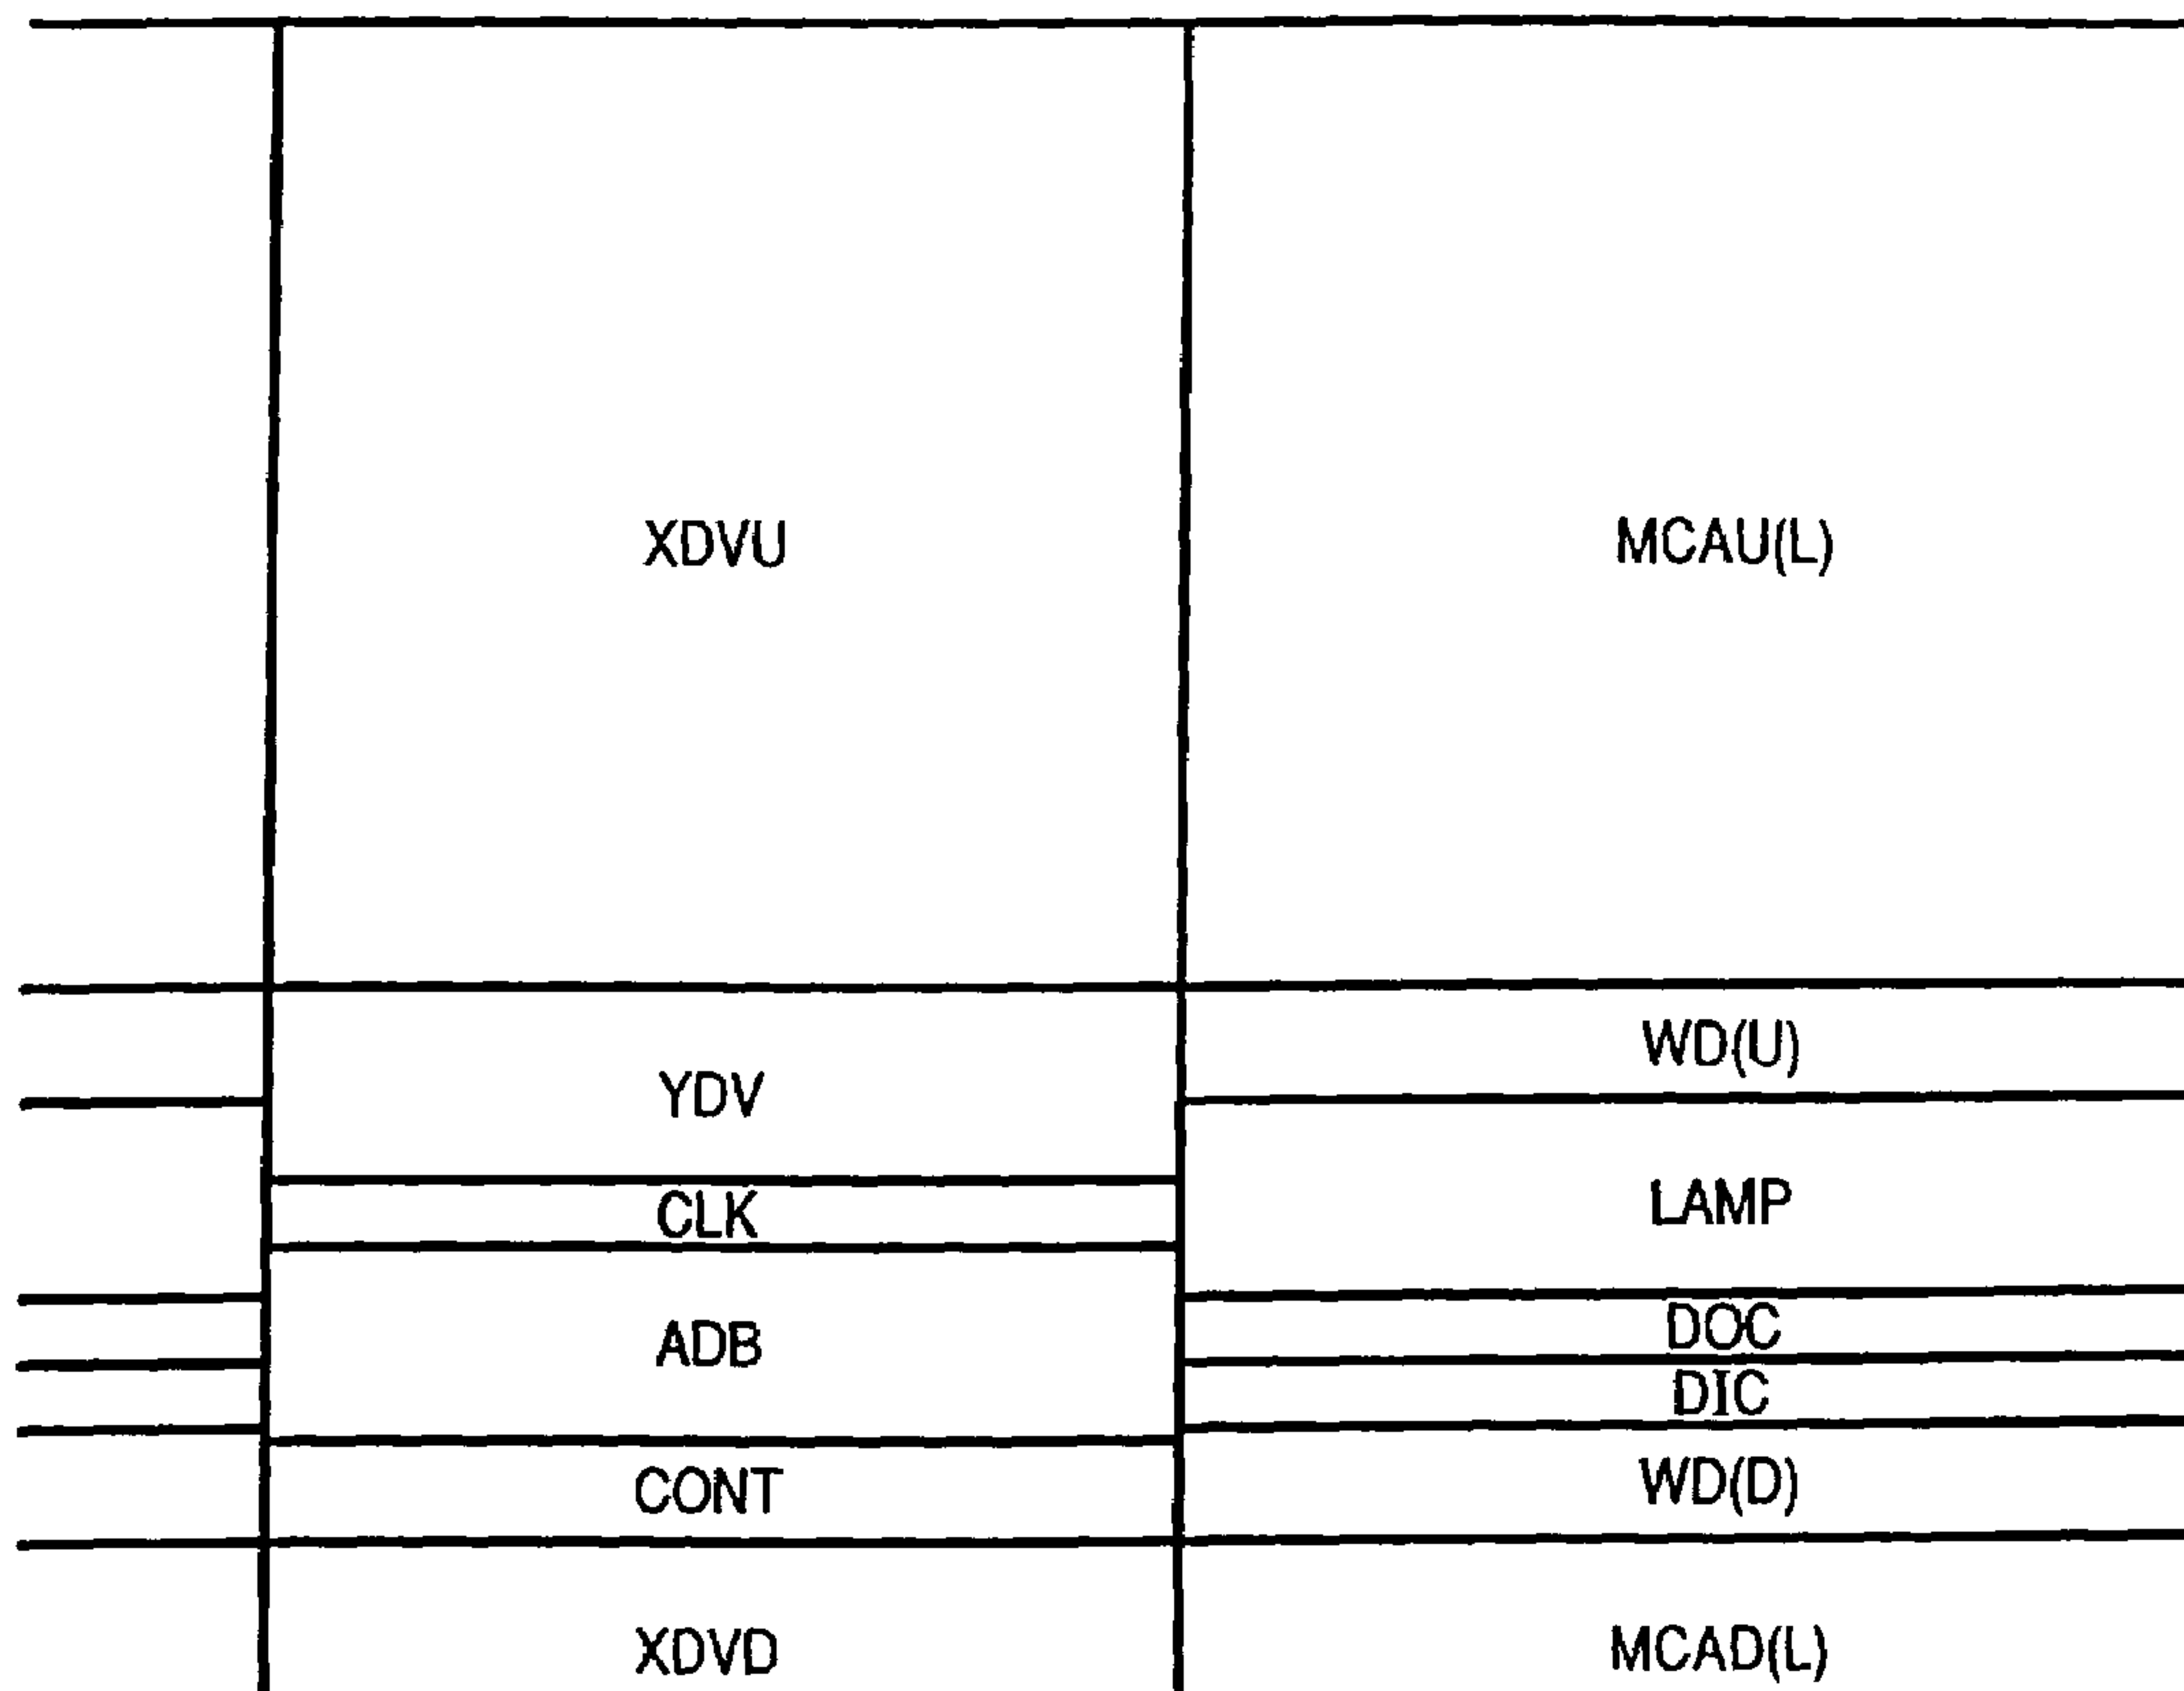 XDVU
MCAU(L)
WD(U)
YDV
LAMP
CLK
DOC
ADB
DIC
CONT
WD(D)
XDVD
MCAD(L)